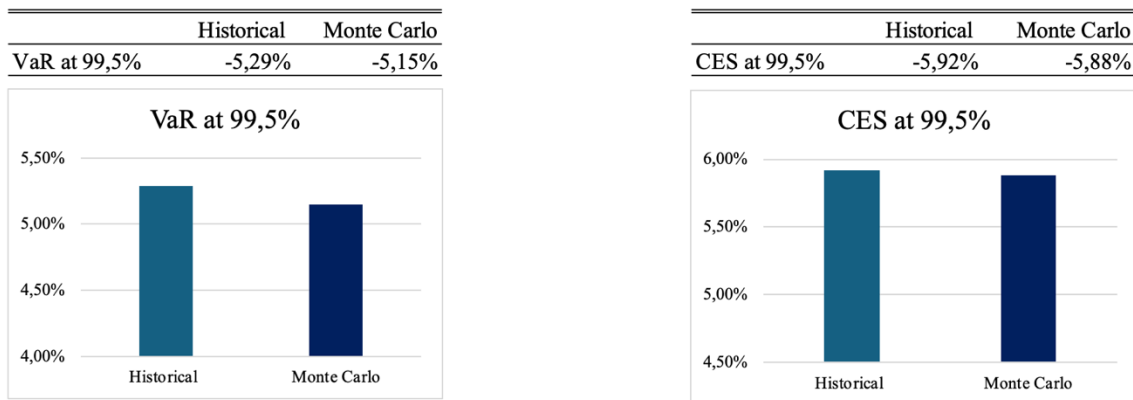 Historical Monte Carlo
VaR at 99,5% -5,29% -5,15%
VaR at 99,5%
5,50%
5,00%
4,50%
4,00%
Historical Monte Carlo
Historical Monte Carlo
CES at 99,5% -5,92% -5,88%
CES at 99,5%
6,00%
5,50%
5,00%
4,50%
Historical Monte Carlo